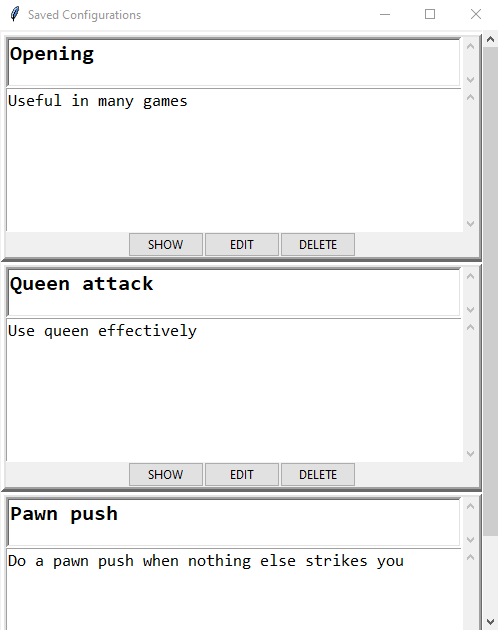 Saved Configurations
Opening
Useful in many games
SHOW EDIT DELETE
Queen attack
Use queen effectively
SHOW EDIT DELETE
Pawn push
Do a pawn push when nothing else strikes you